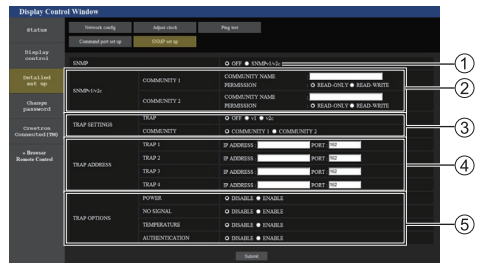 Display Control Window
Status
Display control
Detailed set up
Change password
Crestron Connected(TM)
» Browser Remote Control
Network config
Adjust clock
Ping test
Command port set up
SNMP set up
SNMP
OFF SNMPv1/v2c
①
SNMPv1/v2c
COMMUNITY 1
COMMUNITY NAME :
PERMISSION : READ-ONLY READ-WRITE
COMMUNITY 2
COMMUNITY NAME :
PERMISSION : READ-ONLY READ-WRITE
②
TRAP SETTINGS
TRAP
OFF v1 v2c
COMMUNITY
COMMUNITY 1 COMMUNITY 2
③
TRAP ADDRESS
TRAP 1
IP ADDRESS : PORT : 162
TRAP 2
IP ADDRESS : PORT : 162
TRAP 3
IP ADDRESS : PORT : 162
TRAP 4
IP ADDRESS : PORT : 162
④
TRAP OPTIONS
POWER
DISABLE ENABLE
NO SIGNAL
DISABLE ENABLE
TEMPERATURE
DISABLE ENABLE
AUTHENTICATION
DISABLE ENABLE
⑤
Submit